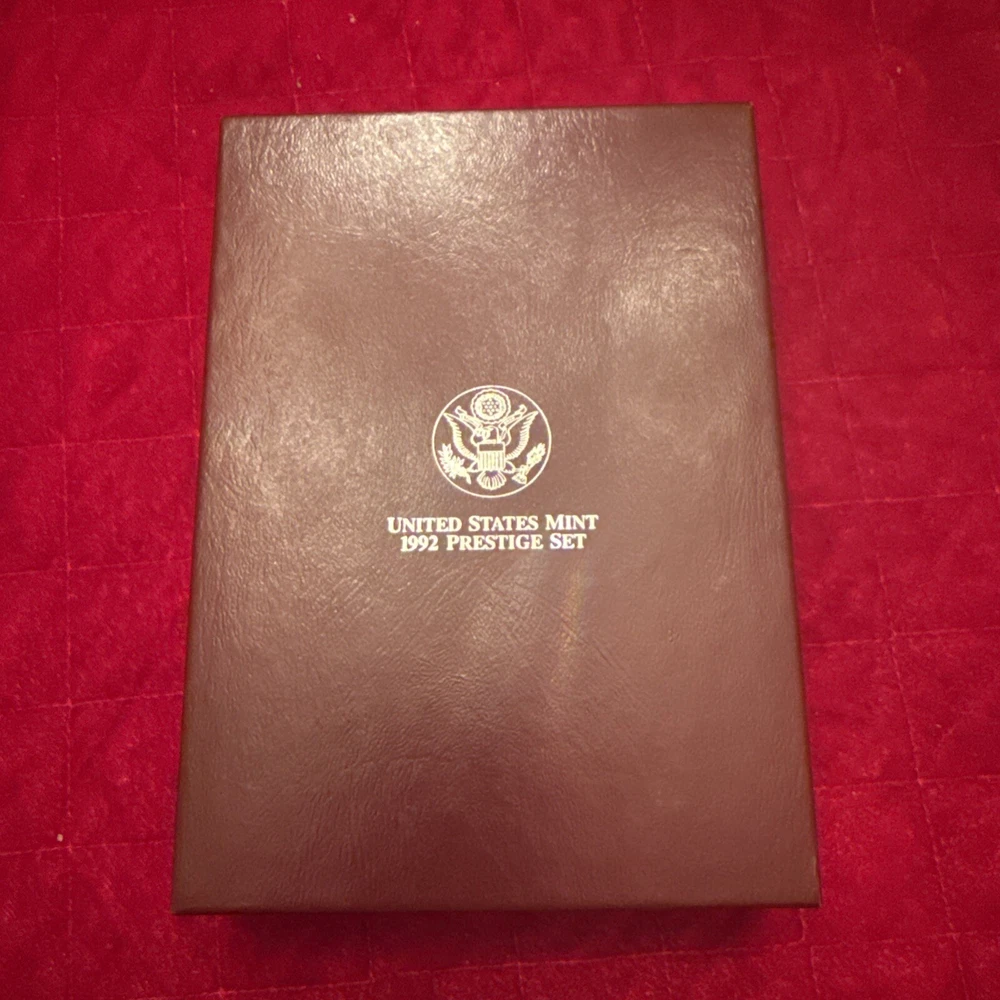 UNITED STATES MINT
1992 PRESTIGE SET